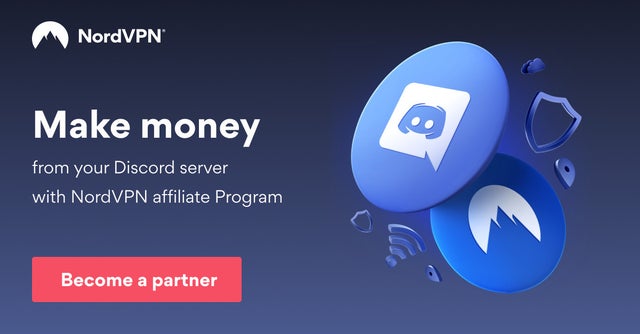 NordVPN®
Make money
from your Discord server
with NordVPN affiliate Program
Become a partner